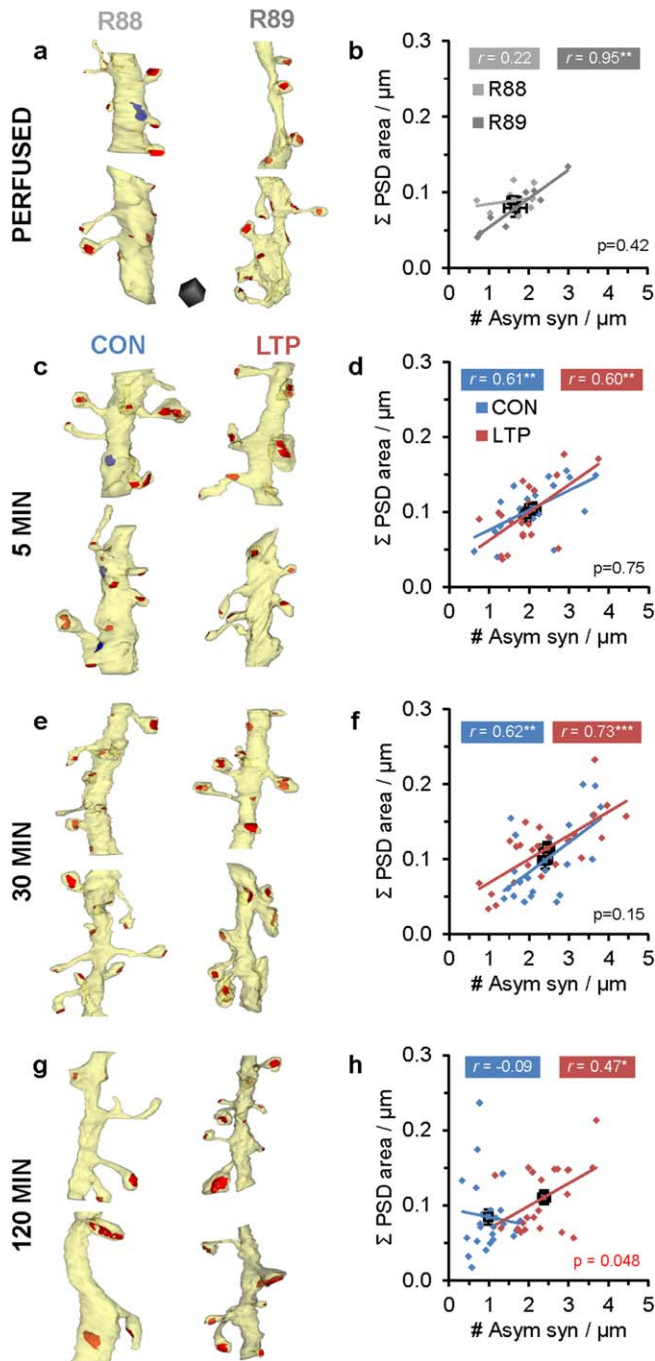 R88 R89
a
PERFUSED
b
0.3
0.2
0.1
0.0
Σ PSD area / µm
r = 0.22 r = 0.95**
R88
R89
p=0.42
0 1 2 3 4 5
# Asym syn / µm
CON LTP
c
5 MIN
d
0.3
0.2
0.1
0.0
Σ PSD area / µm
r = 0.61** r = 0.60**
CON
LTP
p=0.75
0 1 2 3 4 5
# Asym syn / µm
e
30 MIN
f
0.3
0.2
0.1
0.0
Σ PSD area / µm
r = 0.62** r = 0.73***
p=0.15
0 1 2 3 4 5
# Asym syn / µm
g
120 MIN
h
0.3
0.2
0.1
0.0
Σ PSD area / µm
r = -0.09 r = 0.47*
p = 0.048
0 1 2 3 4 5
# Asym syn / µm